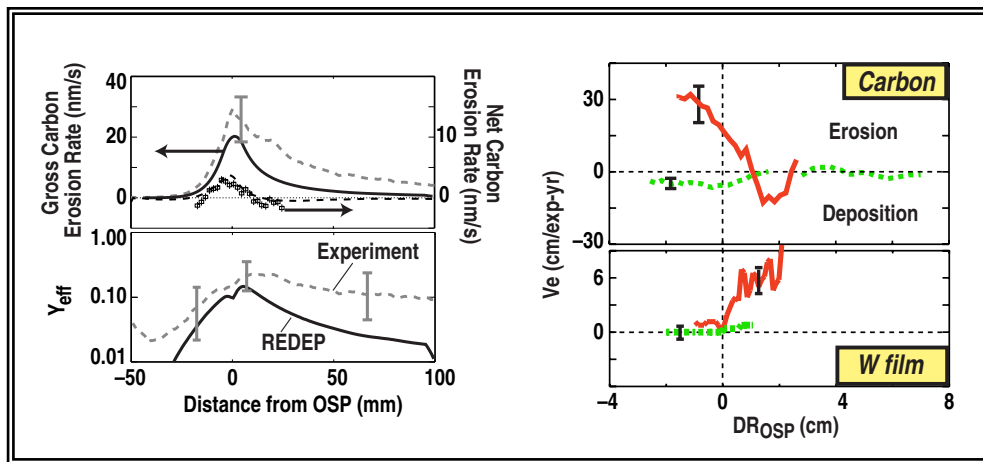 Gross Carbon
Erosion Rate (nm/s)
40
20
0
Net Carbon
Erosion Rate (nm/s)
10
0
1.00
0.10
0.01
Yeff
Experiment
REDEP
-50
0
50
100
Distance from OSP (mm)
Ve (cm/exp-yr)
30
0
-30
Carbon
Erosion
Deposition
6
0
W film
-4
0
4
8
DROSP (cm)